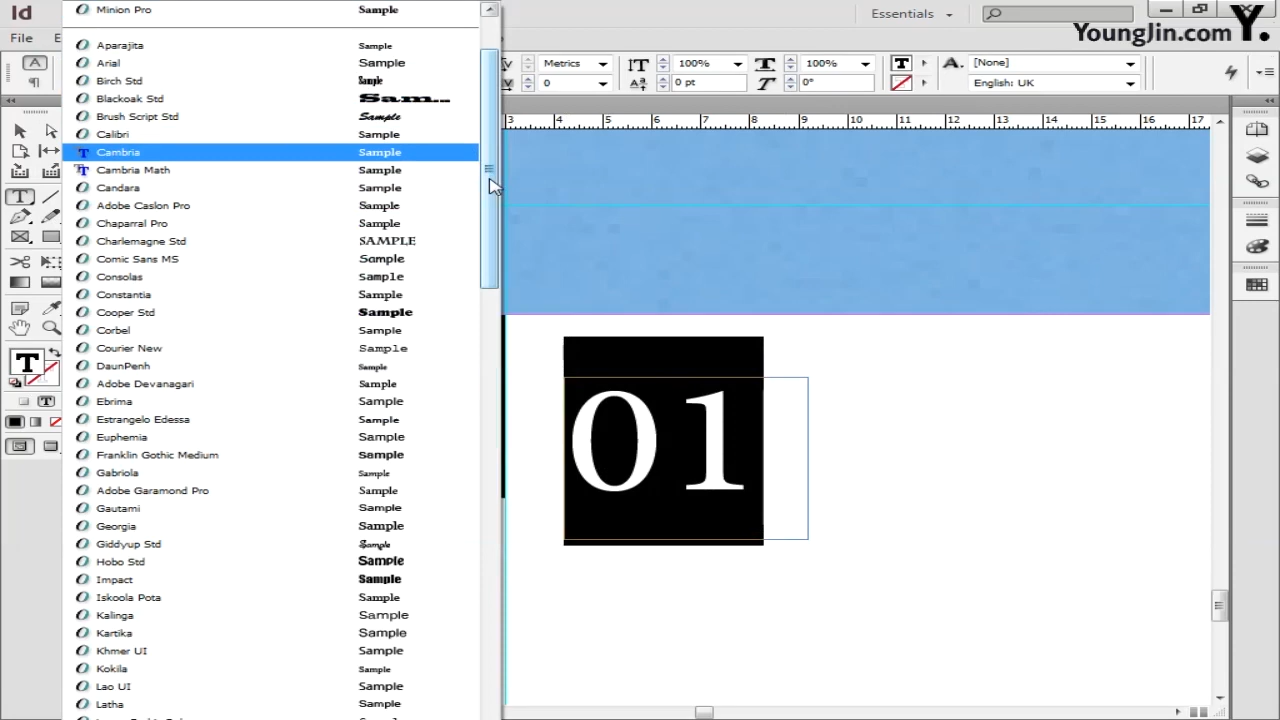 Id
Essentials
YoungJin.com Y.
File
Metrics
100%
100%
[None]
0
0 pt
0°
English: UK
Minion Pro Sample
Aparajita Sample
Arial Sample
Birch Std Sample
Blackoak Std Sam...
Brush Script Std Sample
Calibri Sample
Cambria Sample
Cambria Math Sample
Candara Sample
Adobe Caslon Pro Sample
Chaparral Pro Sample
Charlemagne Std SAMPLE
Comic Sans MS Sample
Consolas Sample
Constantia Sample
Cooper Std Sample
Corbel Sample
Courier New Sample
DaunPenh Sample
Adobe Devanagari Sample
Ebrima Sample
Estrangelo Edessa Sample
Euphemia Sample
Franklin Gothic Medium Sample
Gabriola Sample
Adobe Garamond Pro Sample
Gautami Sample
Georgia Sample
Giddyup Std Sample
Hobo Std Sample
Impact Sample
Iskoola Pota Sample
Kalinga Sample
Kartika Sample
Khmer UI Sample
Kokila Sample
Lao UI Sample
Latha Sample
3 4 5 6 7 8 9 10 11 12 13 14 15 16 17
01